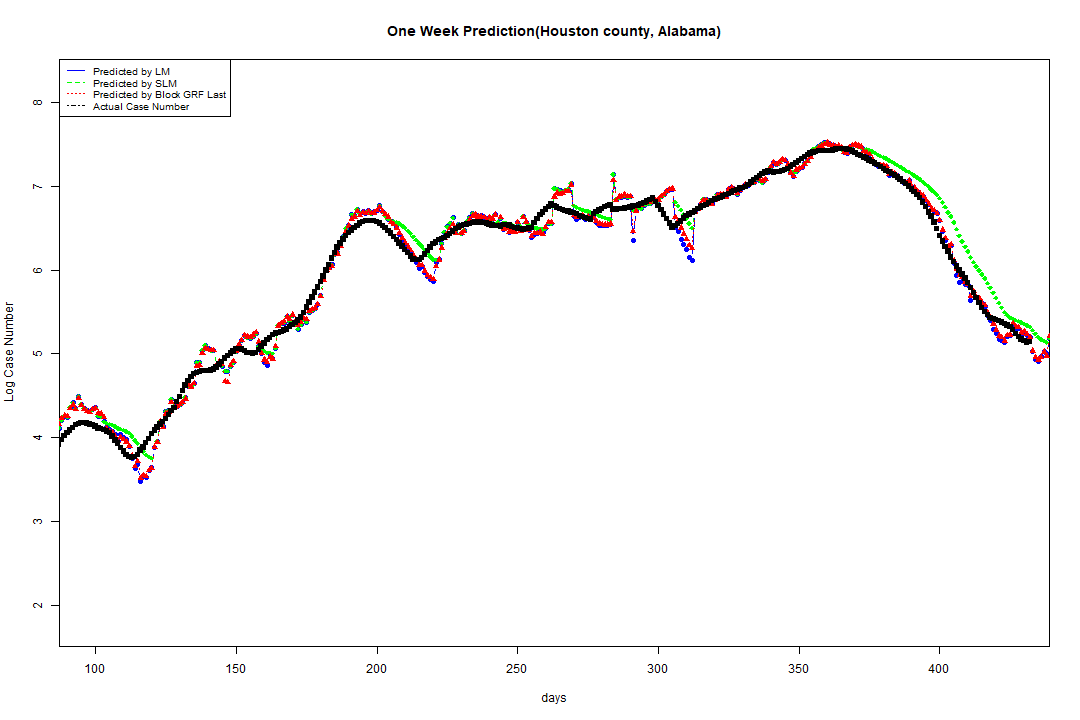 One Week Prediction(Houston county, Alabama)
Predicted by LM
Predicted by SLM
Predicted by Block GRF Last
Actual Case Number
Log Case Number
8
7
6
5
4
3
2
100 150 200 250 300 350 400
days